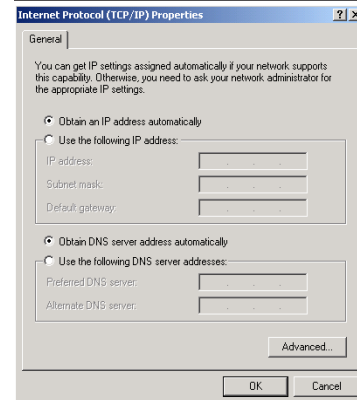 Internet Protocol (TCP/IP) Properties
General
You can get IP settings assigned automatically if your network supports
this capability. Otherwise, you need to ask your network administrator for
the appropriate IP settings.
Obtain an IP address automatically
Use the following IP address:
IP address:
Subnet mask:
Default gateway:
Obtain DNS server address automatically
Use the following DNS server addresses:
Preferred DNS server:
Alternate DNS server:
Advanced...
OK Cancel